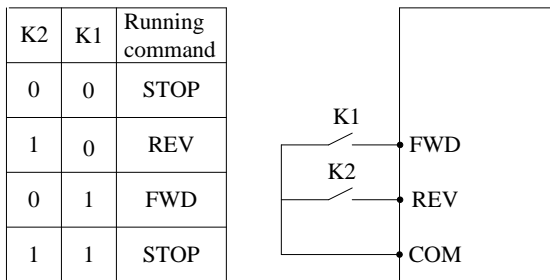 K2 K1 Running
command
0 0 STOP
1 0 REV
0 1 FWD
1 1 STOP
K1
FWD
K2
REV
COM